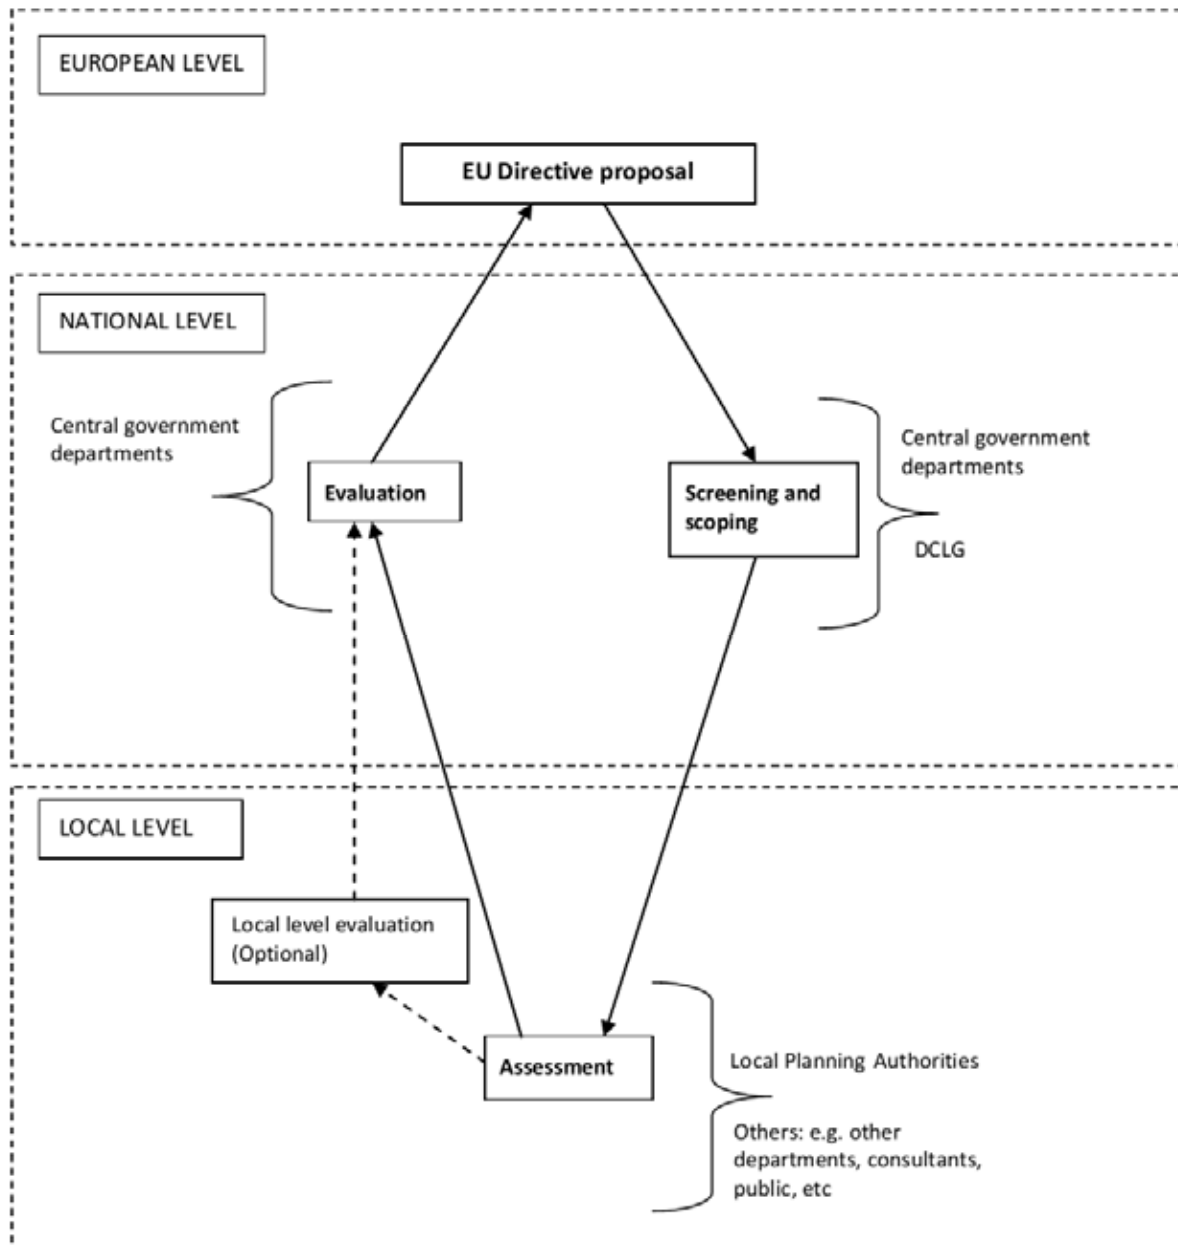 EUROPEAN LEVEL
EU Directive proposal
NATIONAL LEVEL
Central government
departments
Evaluation
Screening and
scoping
Central government
departments
DCLG
LOCAL LEVEL
Local level evaluation
(Optional)
Assessment
Local Planning Authorities
Others: e.g. other
departments, consultants,
public, etc